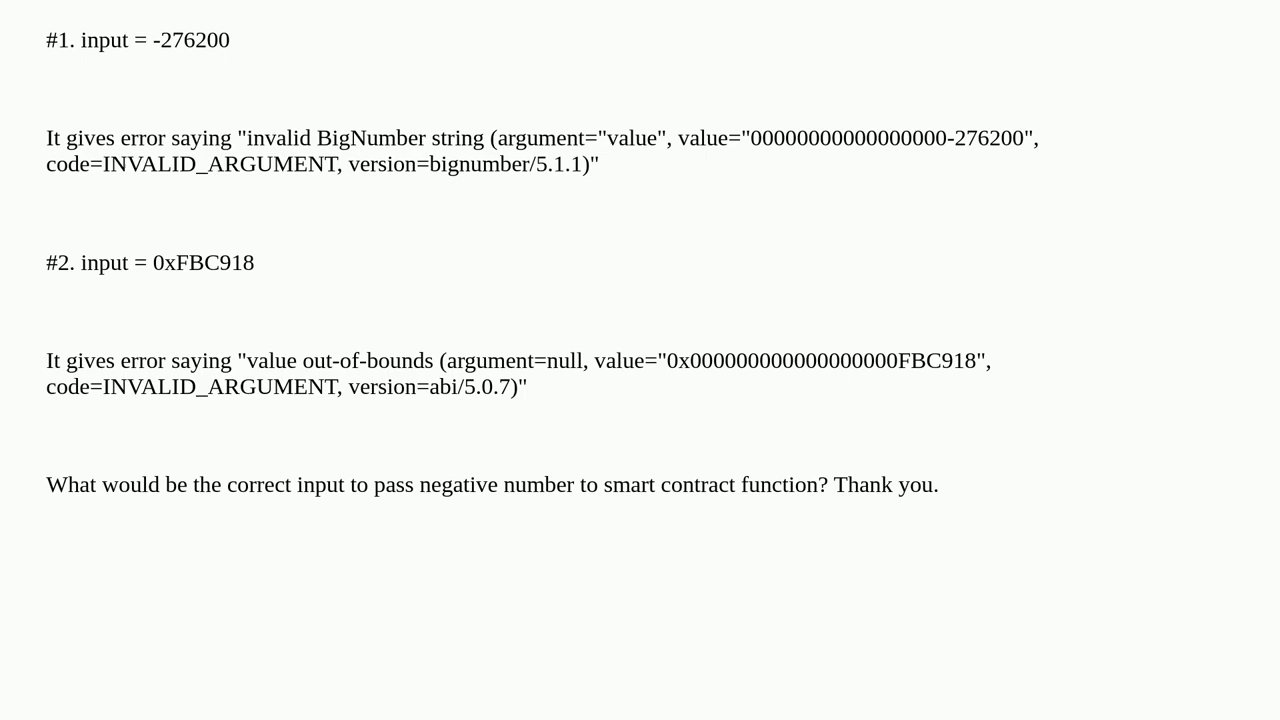 #1. input = -276200
It gives error saying "invalid BigNumber string (argument="value", value="00000000000000000-276200",
code=INVALID_ARGUMENT, version=bignumber/5.1.1)"
#2. input = 0xFBC918
It gives error saying "value out-of-bounds (argument=null, value="0x000000000000000000FBC918",
code=INVALID_ARGUMENT, version=abi/5.0.7)"
What would be the correct input to pass negative number to smart contract function? Thank you.